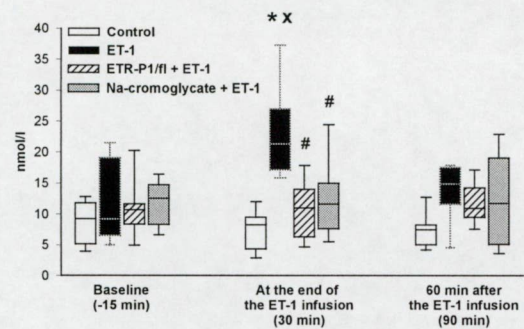 * x
40
Control
35
ET-1
30
ETR-P1/fl + ET-1
Na-cromoglycate + ET-1
25
#
#
nmol/l
20
15
10
5
0
Baseline
(-15 min)
At the end of
the ET-1 infusion
(30 min)
60 min after
the ET-1 infusion
(90 min)